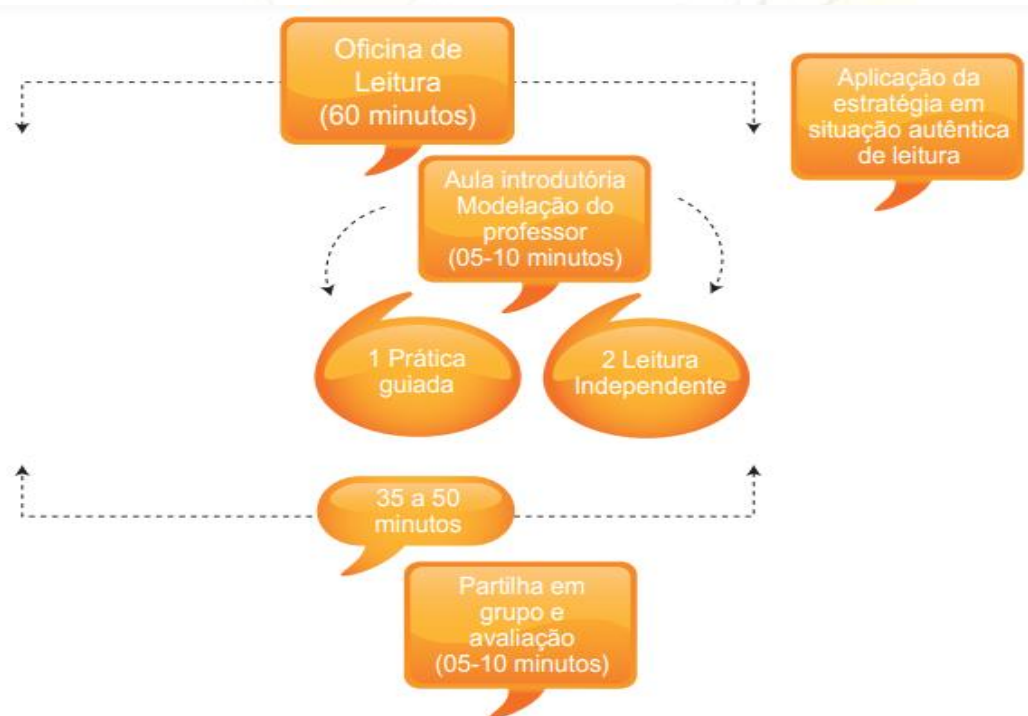 Oficina de
Leitura
(60 minutos)
Aplicação da
estratégia em
situação autêntica
de leitura
Aula introdutória
Modelação do
professor
(05-10 minutos)
1 Prática
guiada
2 Leitura
Independente
35 a 50
minutos
Partilha em
grupo e
avaliação
(05-10 minutos)